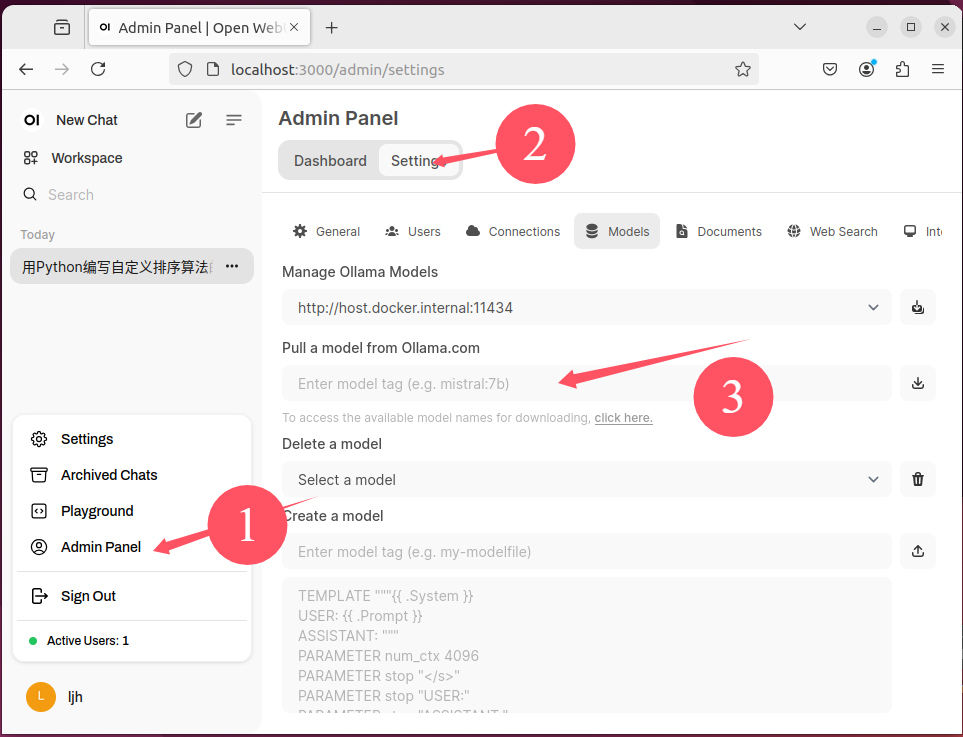 Admin Panel | Open Web
localhost:3000/admin/settings
OI New Chat
Workspace
Search
Today
用Python编写自定义排序算法
Settings
Archived Chats
Playground
Admin Panel
Sign Out
Active Users: 1
L ljh
Admin Panel
Dashboard Setting
General Users Connections Models Documents Web Search Inte
Manage Ollama Models
http://host.docker.internal:11434
Pull a model from Ollama.com
Enter model tag (e.g. mistral:7b)
To access the available model names for downloading, click here.
Delete a model
Select a model
Create a model
Enter model tag (e.g. my-modelfile)
TEMPLATE """{{ .System }}
USER: {{ .Prompt }}
ASSISTANT: """
PARAMETER num_ctx 4096
PARAMETER stop "</s>"
PARAMETER stop "USER:"
PARAMETER stop "ASSISTANT:"
1
2
3